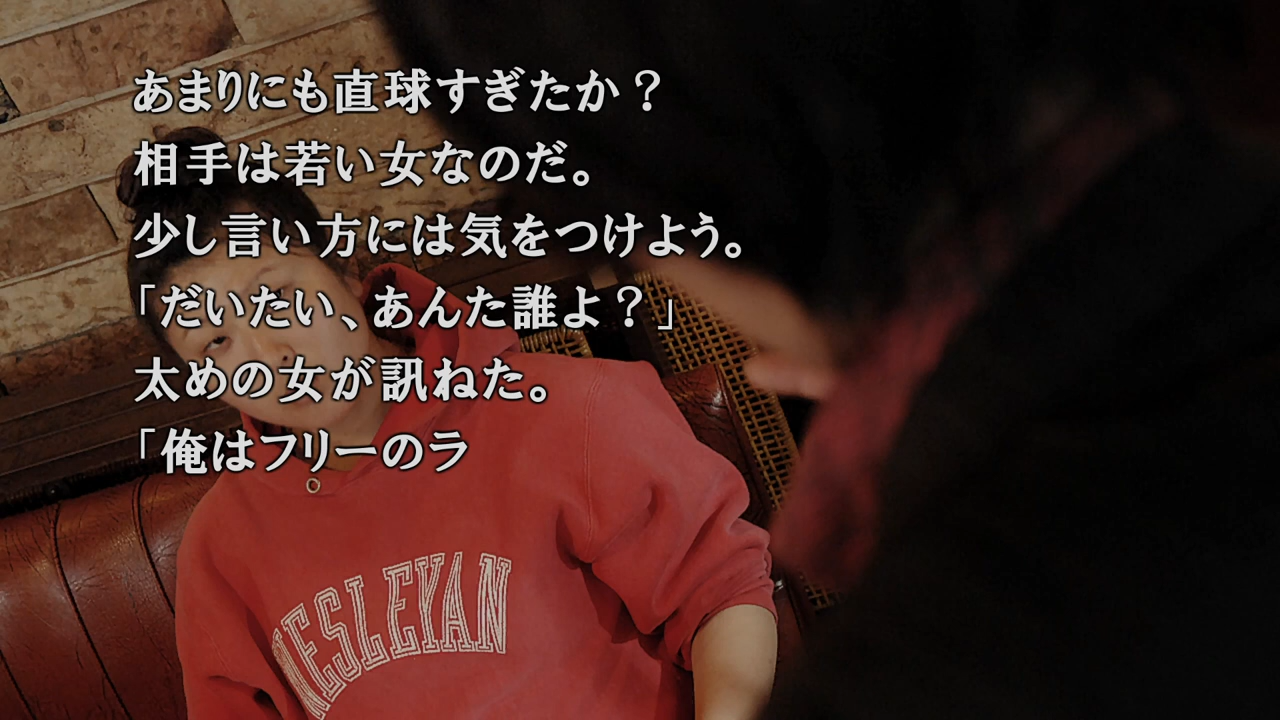 あまりにも直球すぎたか？
相手は若い女なのだ。
少し言い方には気をつけよう。
「だいたい、あんた誰よ？」
太めの女が訊ねた。
「俺はフリーのラ
WESLEYAN